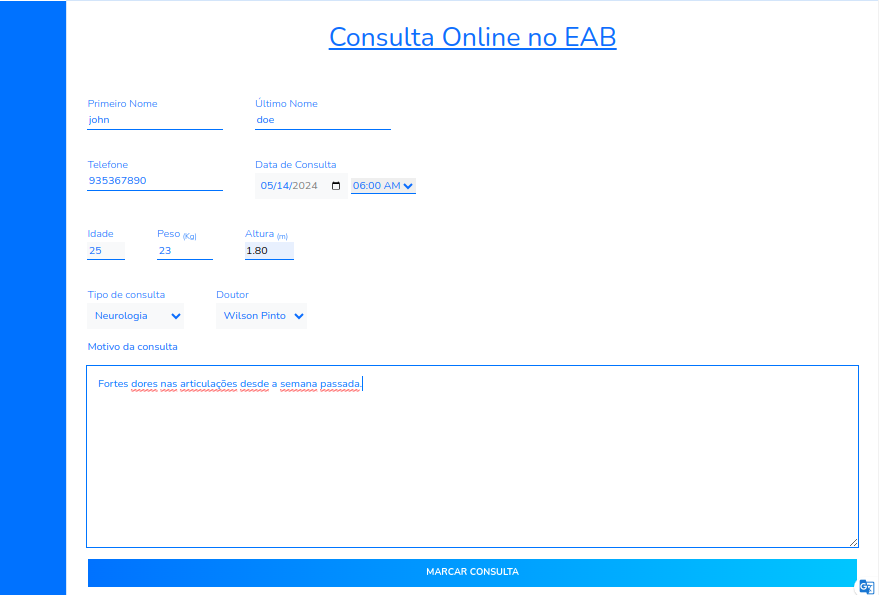 Consulta Online no EAB
Primeiro Nome
Último Nome
john
doe
Telefone
Data de Consulta
935367890
05/14/2024
06:00 AM
Idade
Peso (Kg)
Altura (m)
25
23
1.80
Tipo de consulta
Doutor
Neurologia
Wilson Pinto
Motivo da consulta
Fortes dores nas articulações desde a semana passada.
MARCAR CONSULTA
G